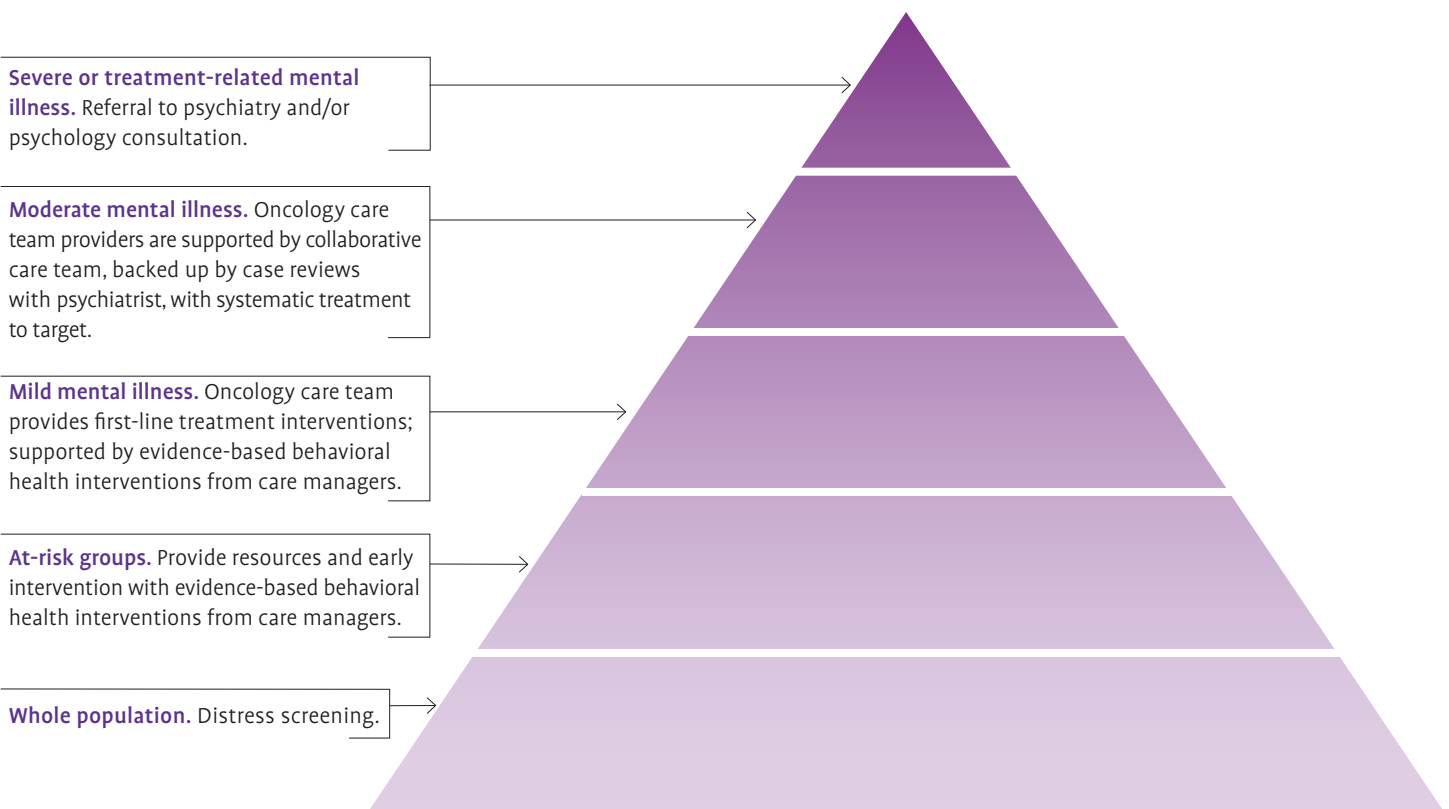 Severe or treatment-related mental
illness. Referral to psychiatry and/or
psychology consultation.
Moderate mental illness. Oncology care
team providers are supported by collaborative
care team, backed up by case reviews
with psychiatrist, with systematic treatment
to target.
Mild mental illness. Oncology care team
provides first-line treatment interventions;
supported by evidence-based behavioral
health interventions from care managers.
At-risk groups. Provide resources and early
intervention with evidence-based behavioral
health interventions from care managers.
Whole population. Distress screening.